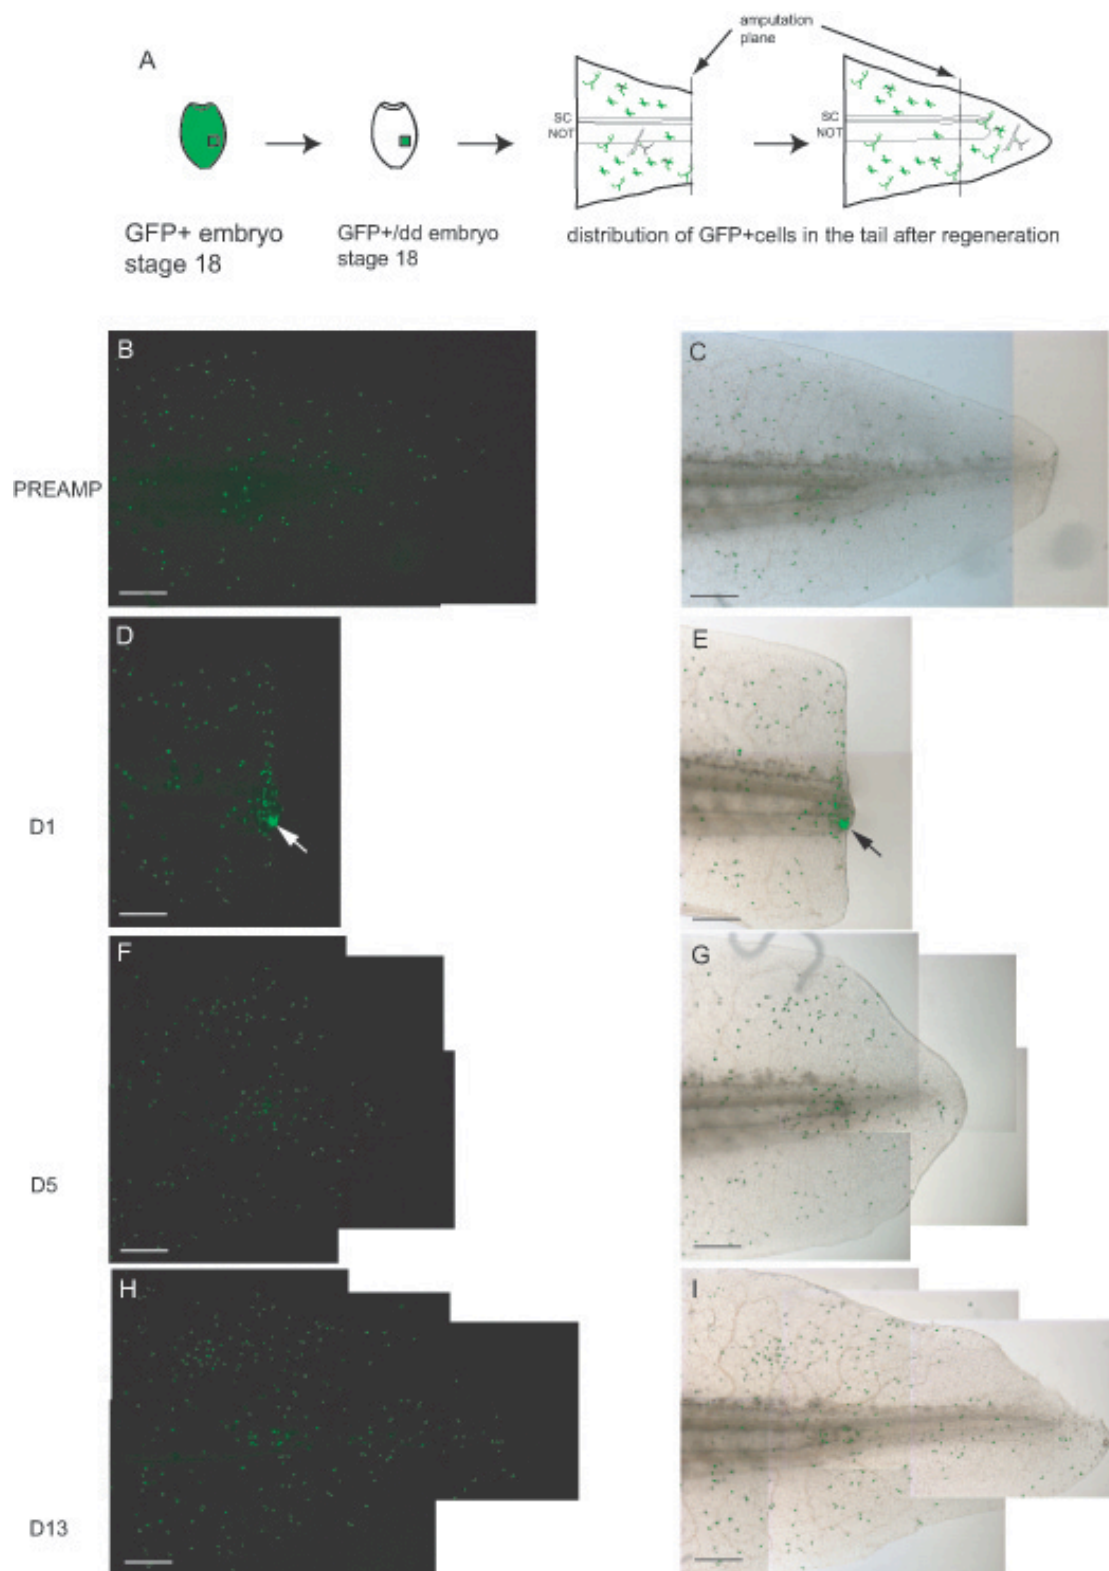 amputation
plane
A
SC
NOT
SC
NOT
GFP+ embryo
stage 18
GFP+/dd embryo
stage 18
distribution of GFP+cells in the tail after regeneration
B
C
PREAMP
D
E
D1
F
G
D5
H
I
D13